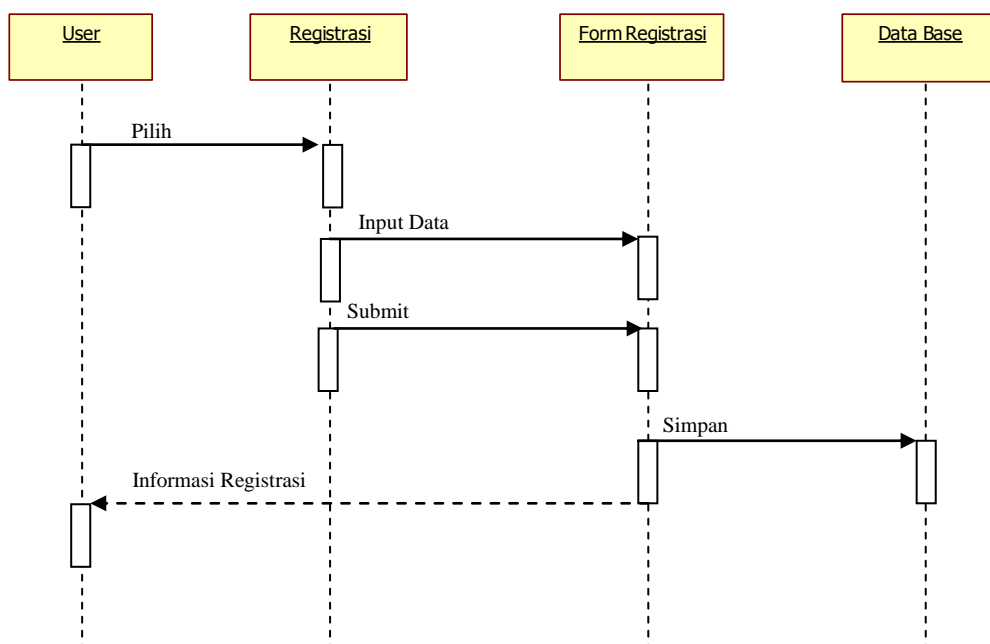 User
Registrasi
Form Registrasi
Data Base
Pilih
Input Data
Submit
Simpan
Informasi Registrasi